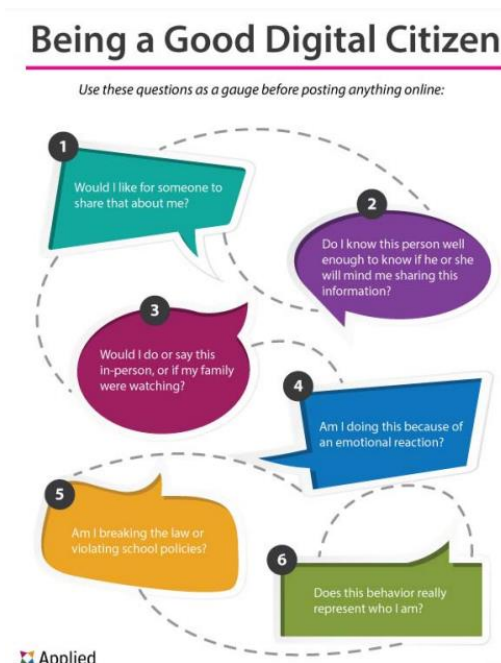 Being a Good Digital Citizen
Use these questions as a gauge before posting anything online:
1
Would I like for someone to
share that about me?
2
Do I know this person well
enough to know if he or she
will mind me sharing this
information?
3
Would I do or say this
in-person, or if my family
were watching?
4
Am I doing this because of
an emotional reaction?
5
Am I breaking the law or
violating school policies?
6
Does this behavior really
represent who I am?
Applied